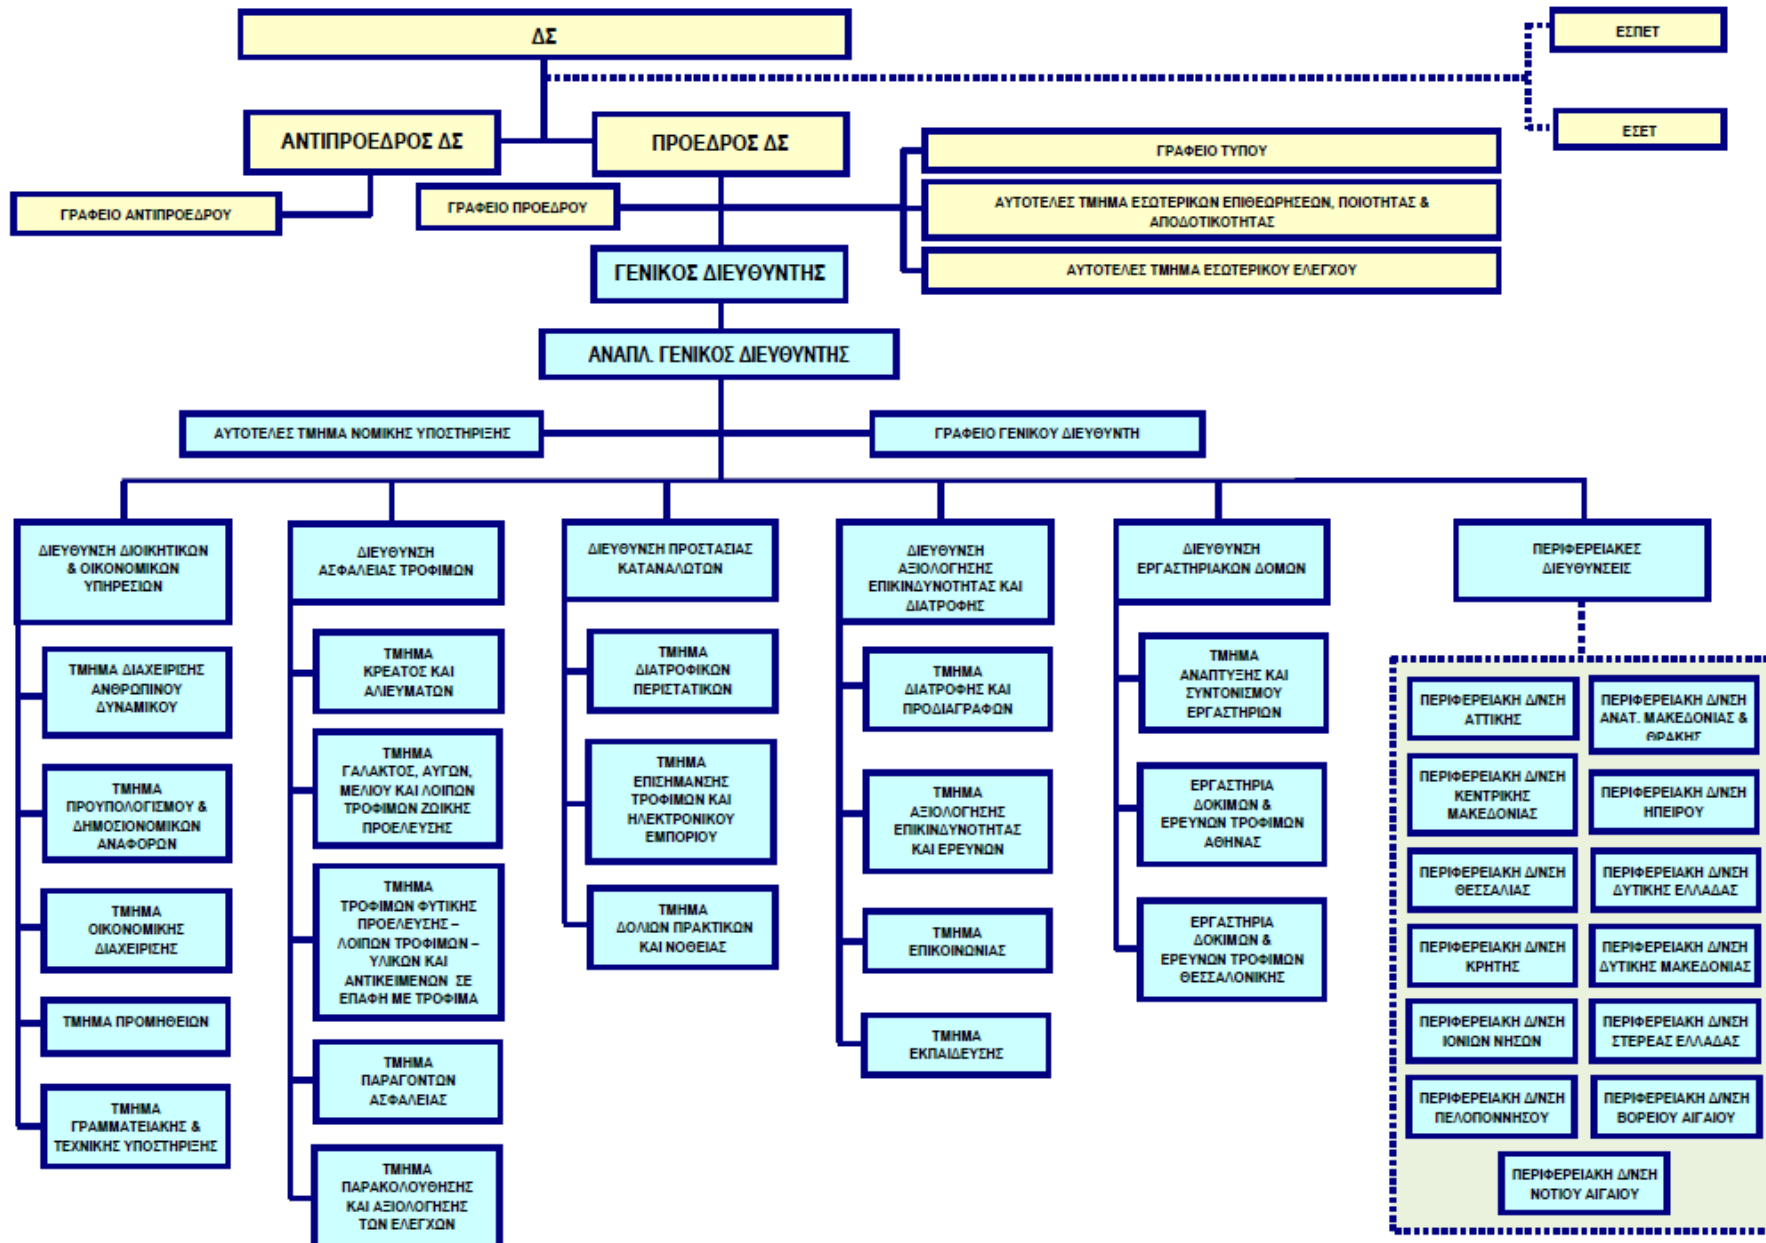 ΔΣ
ΕΣΠΕΤ
ΕΣΕΤ
ΑΝΤΙΠΡΟΕΔΡΟΣ ΔΣ
ΠΡΟΕΔΡΟΣ ΔΣ
ΓΡΑΦΕΙΟ ΤΥΠΟΥ
ΓΡΑΦΕΙΟ ΑΝΤΙΠΡΟΕΔΡΟΥ
ΓΡΑΦΕΙΟ ΠΡΟΕΔΡΟΥ
ΑΥΤΟΤΕΛΕΣ ΤΜΗΜΑ ΕΣΩΤΕΡΙΚΩΝ ΕΠΙΘΕΩΡΗΣΕΩΝ, ΠΟΙΟΤΗΤΑΣ &
ΑΠΟΔΟΤΙΚΟΤΗΤΑΣ
ΑΥΤΟΤΕΛΕΣ ΤΜΗΜΑ ΕΣΩΤΕΡΙΚΟΥ ΕΛΕΓΧΟΥ
ΓΕΝΙΚΟΣ ΔΙΕΥΘΥΝΤΗΣ
ΑΝΑΠΛ. ΓΕΝΙΚΟΣ ΔΙΕΥΘΥΝΤΗΣ
ΑΥΤΟΤΕΛΕΣ ΤΜΗΜΑ ΝΟΜΙΚΗΣ ΥΠΟΣΤΗΡΙΞΗΣ
ΓΡΑΦΕΙΟ ΓΕΝΙΚΟΥ ΔΙΕΥΘΥΝΤΗ
ΔΙΕΥΘΥΝΣΗ ΔΙΟΙΚΗΤΙΚΩΝ
& ΟΙΚΟΝΟΜΙΚΩΝ
ΥΠΗΡΕΣΙΩΝ
ΤΜΗΜΑ ΔΙΑΧΕΙΡΙΣΗΣ
ΑΝΘΡΩΠΙΝΟΥ
ΔΥΝΑΜΙΚΟΥ
ΤΜΗΜΑ
ΠΡΟΥΠΟΛΟΓΙΣΜΟΥ &
ΔΗΜΟΣΙΟΝΟΜΙΚΩΝ
ΑΝΑΦΟΡΩΝ
ΤΜΗΜΑ
ΟΙΚΟΝΟΜΙΚΗΣ
ΔΙΑΧΕΙΡΙΣΗΣ
ΤΜΗΜΑ ΠΡΟΜΗΘΕΙΩΝ
ΤΜΗΜΑ
ΓΡΑΜΜΑΤΕΙΑΚΗΣ &
ΤΕΧΝΙΚΗΣ ΥΠΟΣΤΗΡΙΞΗΣ
ΔΙΕΥΘΥΝΣΗ
ΑΣΦΑΛΕΙΑΣ ΤΡΟΦΙΜΩΝ
ΤΜΗΜΑ
ΚΡΕΑΤΟΣ ΚΑΙ
ΑΛΙΕΥΜΑΤΩΝ
ΤΜΗΜΑ
ΓΑΛΑΚΤΟΣ, ΑΥΓΩΝ,
ΜΕΛΙΟΥ ΚΑΙ ΛΟΙΠΩΝ
ΤΡΟΦΙΜΩΝ ΖΩΙΚΗΣ
ΠΡΟΕΛΕΥΣΗΣ
ΤΜΗΜΑ
ΤΡΟΦΙΜΩΝ ΦΥΤΙΚΗΣ
ΠΡΟΕΛΕΥΣΗΣ –
ΛΟΙΠΩΝ ΤΡΟΦΙΜΩΝ –
ΥΛΙΚΩΝ ΚΑΙ
ΑΝΤΙΚΕΙΜΕΝΩΝ ΣΕ
ΕΠΑΦΗ ΜΕ ΤΡΟΦΙΜΑ
ΤΜΗΜΑ
ΠΑΡΑΓΟΝΤΩΝ
ΑΣΦΑΛΕΙΑΣ
ΤΜΗΜΑ
ΠΑΡΑΚΟΛΟΥΘΗΣΗΣ
ΚΑΙ ΑΞΙΟΛΟΓΗΣΗΣ
ΤΩΝ ΕΛΕΓΧΩΝ
ΔΙΕΥΘΥΝΣΗ ΠΡΟΣΤΑΣΙΑΣ
ΚΑΤΑΝΑΛΩΤΩΝ
ΤΜΗΜΑ
ΔΙΑΤΡΟΦΙΚΩΝ
ΠΕΡΙΣΤΑΤΙΚΩΝ
ΤΜΗΜΑ
ΕΠΙΣΗΜΑΝΣΗΣ
ΤΡΟΦΙΜΩΝ ΚΑΙ
ΗΛΕΚΤΡΟΝΙΚΟΥ
ΕΜΠΟΡΙΟΥ
ΤΜΗΜΑ
ΔΟΛΙΩΝ ΠΡΑΚΤΙΚΩΝ
ΚΑΙ ΝΟΘΕΙΑΣ
ΔΙΕΥΘΥΝΣΗ
ΑΞΙΟΛΟΓΗΣΗΣ
ΕΠΙΚΙΝΔΥΝΟΤΗΤΑΣ ΚΑΙ
ΔΙΑΤΡΟΦΗΣ
ΤΜΗΜΑ
ΔΙΑΤΡΟΦΗΣ ΚΑΙ
ΠΡΟΔΙΑΓΡΑΦΩΝ
ΤΜΗΜΑ
ΑΞΙΟΛΟΓΗΣΗΣ
ΕΠΙΚΙΝΔΥΝΟΤΗΤΑΣ
ΚΑΙ ΕΡΕΥΝΩΝ
ΤΜΗΜΑ
ΕΠΙΚΟΙΝΩΝΙΑΣ
ΤΜΗΜΑ
ΕΚΠΑΙΔΕΥΣΗΣ
ΔΙΕΥΘΥΝΣΗ
ΕΡΓΑΣΤΗΡΙΑΚΩΝ ΔΟΜΩΝ
ΤΜΗΜΑ
ΑΝΑΠΤΥΞΗΣ ΚΑΙ
ΣΥΝΤΟΝΙΣΜΟΥ
ΕΡΓΑΣΤΗΡΙΩΝ
ΕΡΓΑΣΤΗΡΙΑ
ΔΟΚΙΜΩΝ &
ΕΡΕΥΝΩΝ ΤΡΟΦΙΜΩΝ
ΑΘΗΝΑΣ
ΕΡΓΑΣΤΗΡΙΑ
ΔΟΚΙΜΩΝ &
ΕΡΕΥΝΩΝ ΤΡΟΦΙΜΩΝ
ΘΕΣΣΑΛΟΝΙΚΗΣ
ΠΕΡΙΦΕΡΕΙΑΚΕΣ
ΔΙΕΥΘΥΝΣΕΙΣ
ΠΕΡΙΦΕΡΕΙΑΚΗ Δ/ΝΣΗ
ΑΤΤΙΚΗΣ
ΠΕΡΙΦΕΡΕΙΑΚΗ Δ/ΝΣΗ
ΑΝΑΤ. ΜΑΚΕΔΟΝΙΑΣ &
ΘΡΑΚΗΣ
ΠΕΡΙΦΕΡΕΙΑΚΗ Δ/ΝΣΗ
ΚΕΝΤΡΙΚΗΣ
ΜΑΚΕΔΟΝΙΑΣ
ΠΕΡΙΦΕΡΕΙΑΚΗ Δ/ΝΣΗ
ΗΠΕΙΡΟΥ
ΠΕΡΙΦΕΡΕΙΑΚΗ Δ/ΝΣΗ
ΘΕΣΣΑΛΙΑΣ
ΠΕΡΙΦΕΡΕΙΑΚΗ Δ/ΝΣΗ
ΔΥΤΙΚΗΣ ΕΛΛΑΔΑΣ
ΠΕΡΙΦΕΡΕΙΑΚΗ Δ/ΝΣΗ
ΚΡΗΤΗΣ
ΠΕΡΙΦΕΡΕΙΑΚΗ Δ/ΝΣΗ
ΔΥΤΙΚΗΣ ΜΑΚΕΔΟΝΙΑΣ
ΠΕΡΙΦΕΡΕΙΑΚΗ Δ/ΝΣΗ
ΙΟΝΙΩΝ ΝΗΣΩΝ
ΠΕΡΙΦΕΡΕΙΑΚΗ Δ/ΝΣΗ
ΣΤΕΡΕΑΣ ΕΛΛΑΔΑΣ
ΠΕΡΙΦΕΡΕΙΑΚΗ Δ/ΝΣΗ
ΠΕΛΟΠΟΝΝΗΣΟΥ
ΠΕΡΙΦΕΡΕΙΑΚΗ Δ/ΝΣΗ
ΒΟΡΕΙΟΥ ΑΙΓΑΙΟΥ
ΠΕΡΙΦΕΡΕΙΑΚΗ Δ/ΝΣΗ
ΝΟΤΙΟΥ ΑΙΓΑΙΟΥ